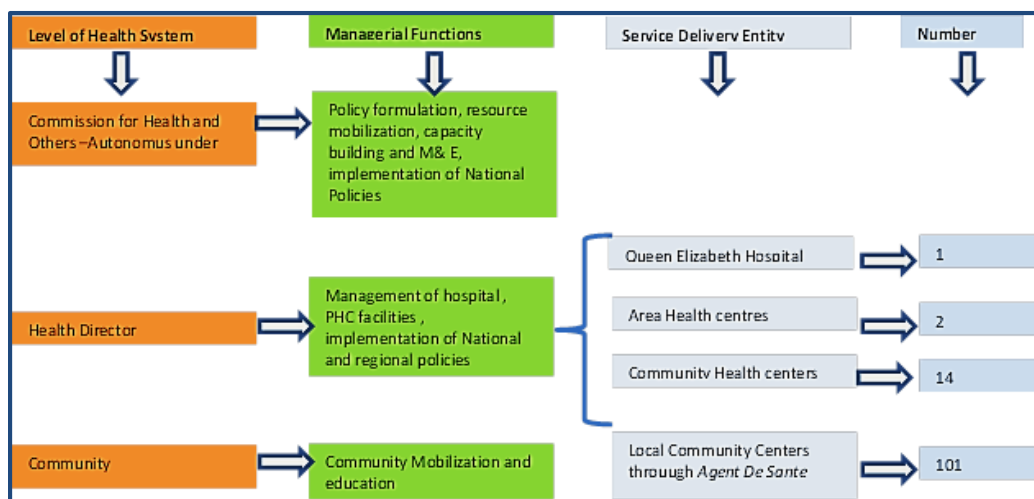 Level of Health System
Managerial Functions
Service Delivery Entity
Number
Commission for Health and
Others –Autonomus under
Policy formulation, resource
mobilization, capacity
building and M& E,
implementation of National
Policies
Queen Elizabeth Hospital
1
Health Director
Management of hospital ,
PHC facilities ,
implementation of National
and regional policies
Area Health centres
2
Community Health centers
14
Community
Community Mobilization and
education
Local Community Centers
through Agent De Sante
101